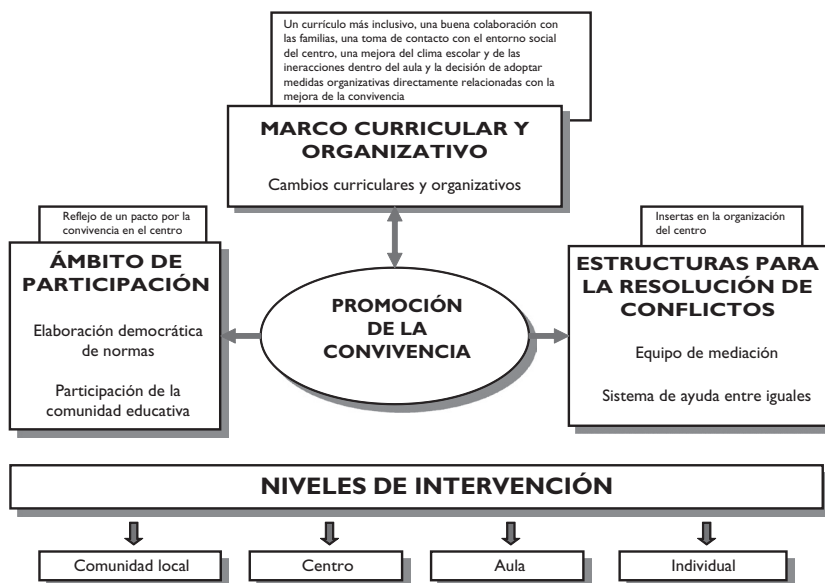 Un currículo más inclusivo, una buena colaboración con
las familias, una toma de contacto con el entorno social
del centro, una mejora del clima escolar y de las
ineracciones dentro del aula y la decisión de adoptar
medidas organizativas directamente relacionadas con la
mejora de la convivencia
MARCO CURRICULAR Y
ORGANIZATIVO
Cambios curriculares y organizativos
Reflejo de un pacto por la
convivencia en el centro
ÁMBITO DE
PARTICIPACIÓN
Elaboración democrática
de normas
Participación de la
comunidad educativa
PROMOCIÓN
DE LA
CONVIVENCIA
Insertas en la organización
del centro
ESTRUCTURAS PARA
LA RESOLUCIÓN DE
CONFLICTOS
Equipo de mediación
Sistema de ayuda entre iguales
NIVELES DE INTERVENCIÓN
Comunidad local
Centro
Aula
Individual